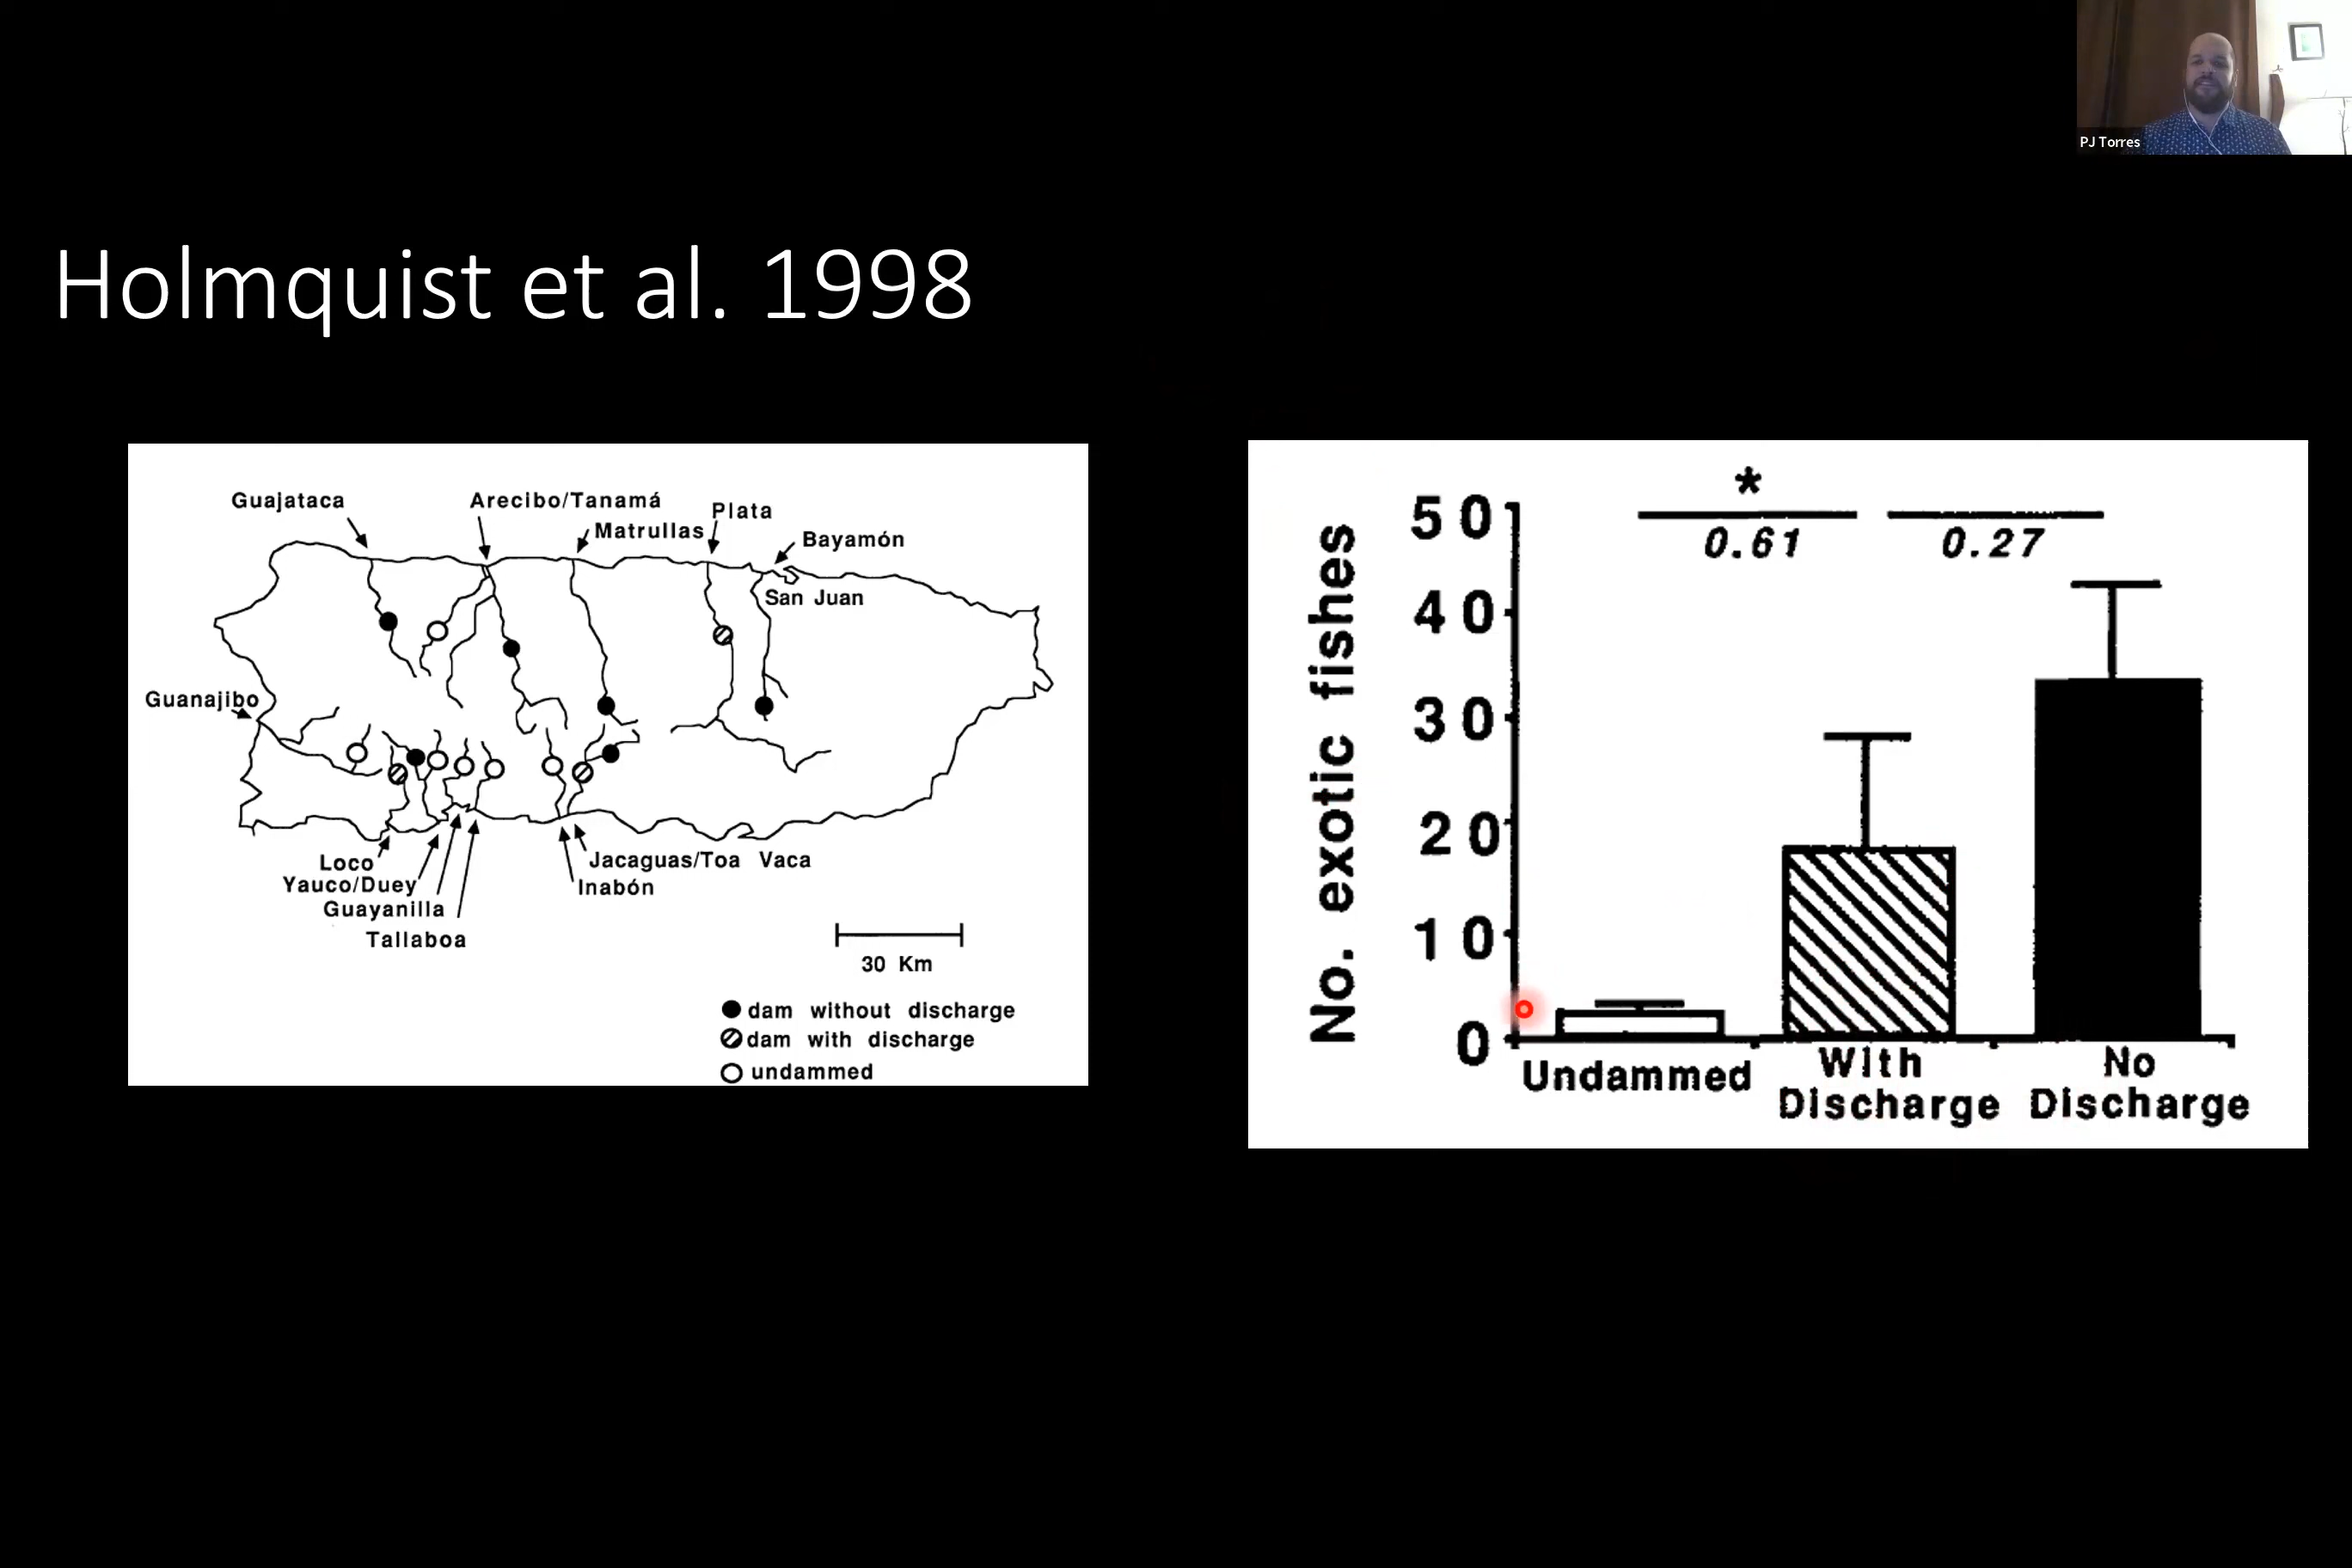 PJ Torres
Holmquist et al. 1998
Guajataca
Arecibo/Tanamá
Plata
Matrullas
Bayamón
San Juan
Guanajibo
Loco
Jacaguas/Toa Vaca
Yauco/Duey
Inabón
Guayanilla
Tallaboa
30 Km
dam without discharge
dam with discharge
undammed
No. exotic fishes
50
40
30
20
10
0
*
0.61
0.27
Undammed
With
Discharge
No
Discharge